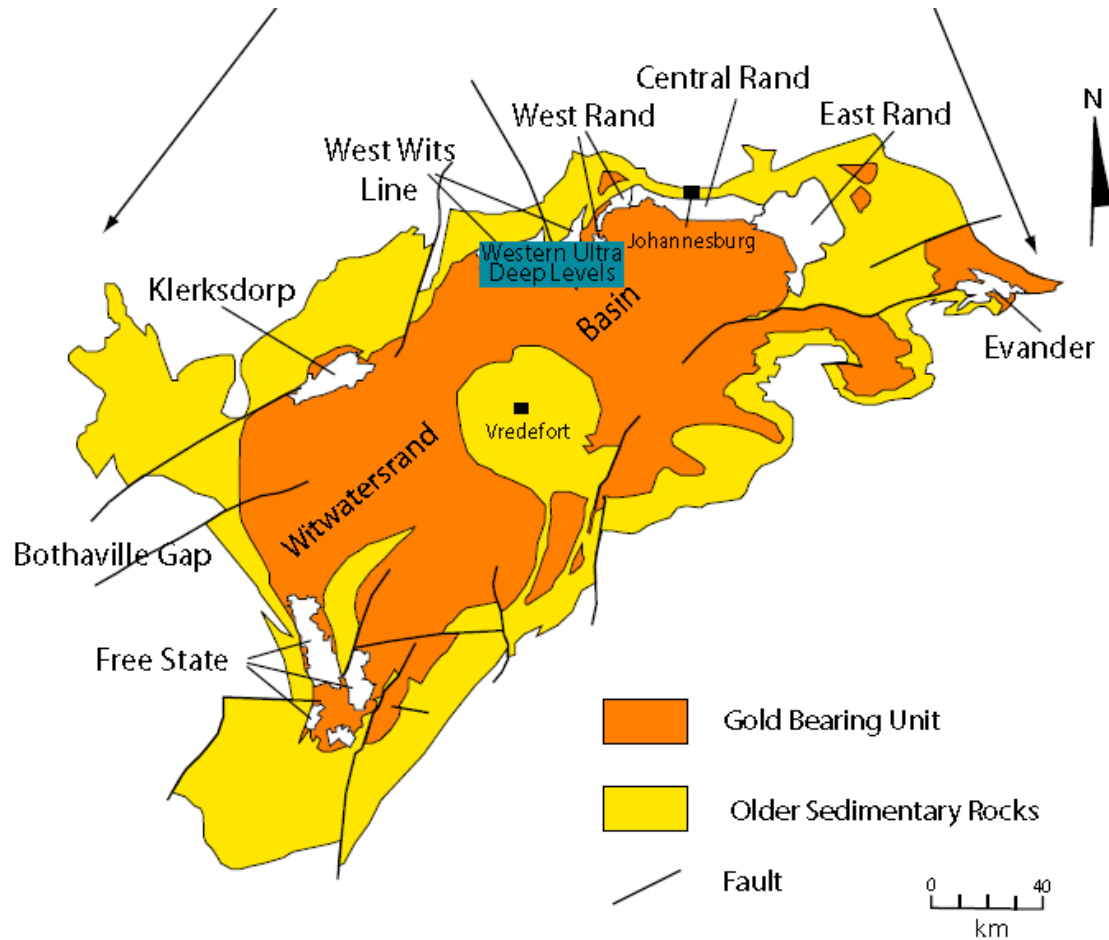 Central Rand
N
West Rand
East Rand
West Wits
Line
Johannesburg
Western Ultra
Deep Levels
Klerksdorp
Basin
Evander
Vredefort
Witwatersrand
Bothaville Gap
Free State
Gold Bearing Unit
Older Sedimentary Rocks
Fault
0 40
km